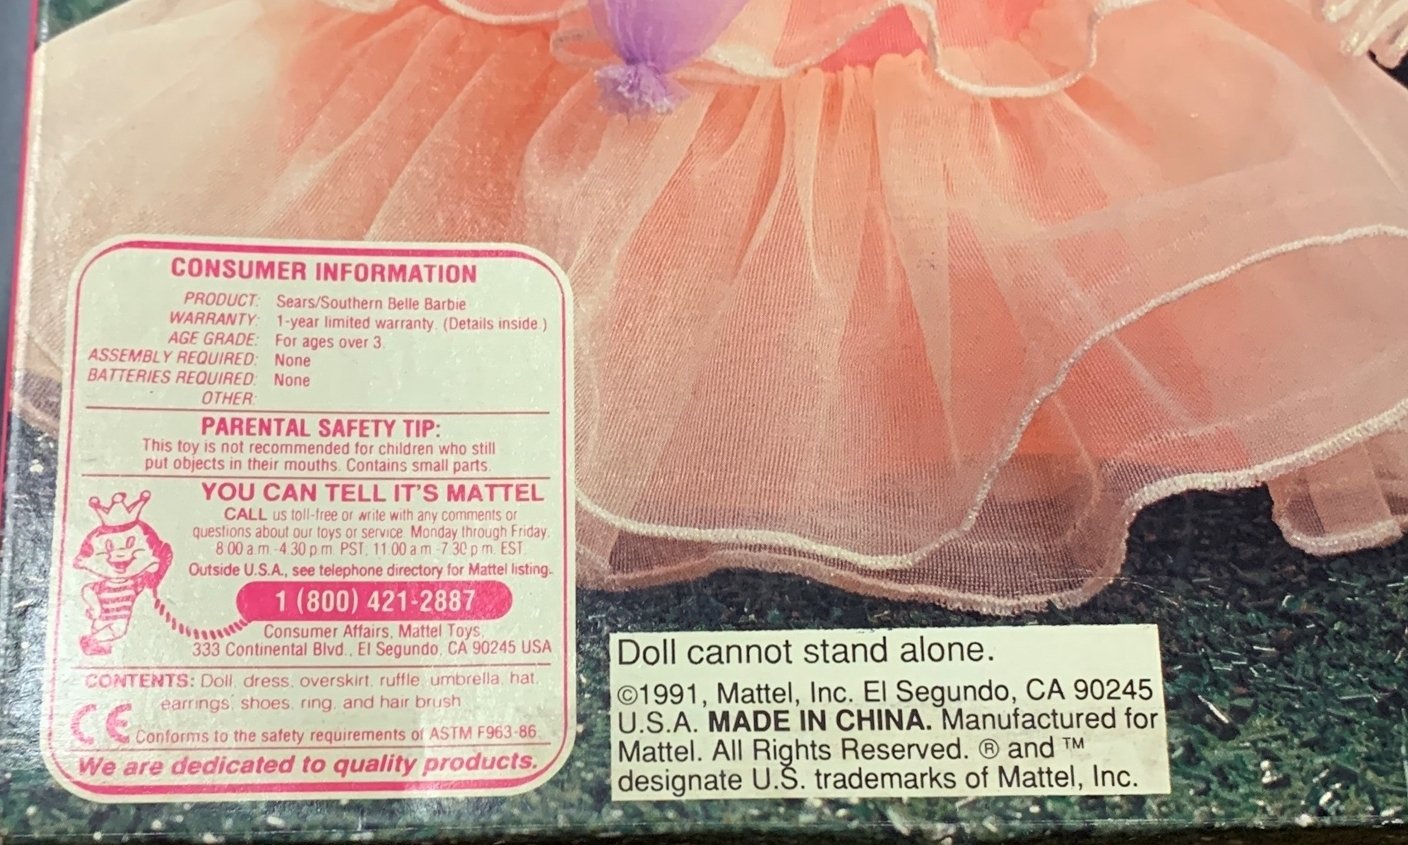 CONSUMER INFORMATION
PRODUCT: Sears/Southern Belle Barbie
WARRANTY: 1-year limited warranty. (Details inside.)
AGE GRADE: For ages over 3.
ASSEMBLY REQUIRED: None
BATTERIES REQUIRED: None
OTHER:
PARENTAL SAFETY TIP:
This toy is not recommended for children who still
put objects in their mouths. Contains small parts.
YOU CAN TELL IT'S MATTEL
CALL us toll-free or write with any comments or
questions about our toys or service. Monday through Friday.
8:00 a.m.-4:30 p.m. PST, 11:00 a.m.-7:30 p.m. EST.
Outside U.S.A., see telephone directory for Mattel listing.
1 (800) 421-2887
Consumer Affairs, Mattel Toys,
333 Continental Blvd., El Segundo, CA 90245 USA
CONTENTS: Doll, dress, overskirt, ruffle, umbrella, hat,
earrings, shoes, ring, and hair brush
CE Conforms to the safety requirements of ASTM F963-86.
We are dedicated to quality products.
Doll cannot stand alone.
©1991, Mattel, Inc. El Segundo, CA 90245
U.S.A. MADE IN CHINA. Manufactured for
Mattel. All Rights Reserved. ® and ™
designate U.S. trademarks of Mattel, Inc.